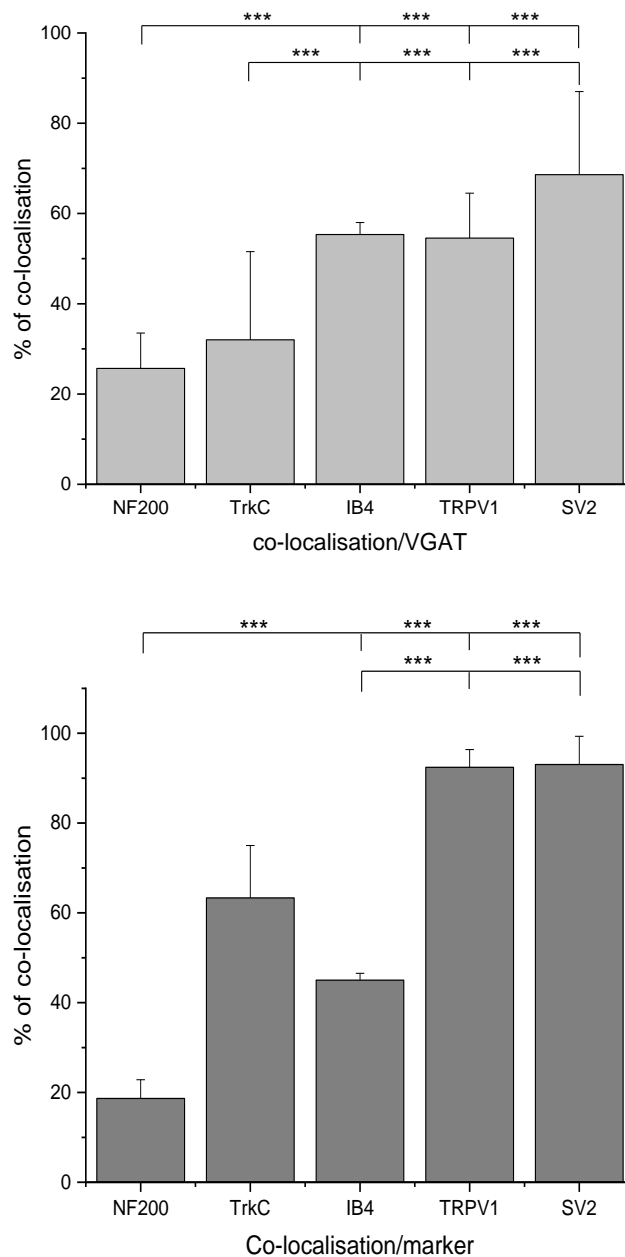 *** *** ***
*** *** ***
100
80
60
40
20
0
% of co-localisation
NF200 TrkC IB4 TRPV1 SV2
co-localisation/VGAT
*** *** ***
*** ***
100
80
60
40
20
0
% of co-localisation
NF200 TrkC IB4 TRPV1 SV2
Co-localisation/marker